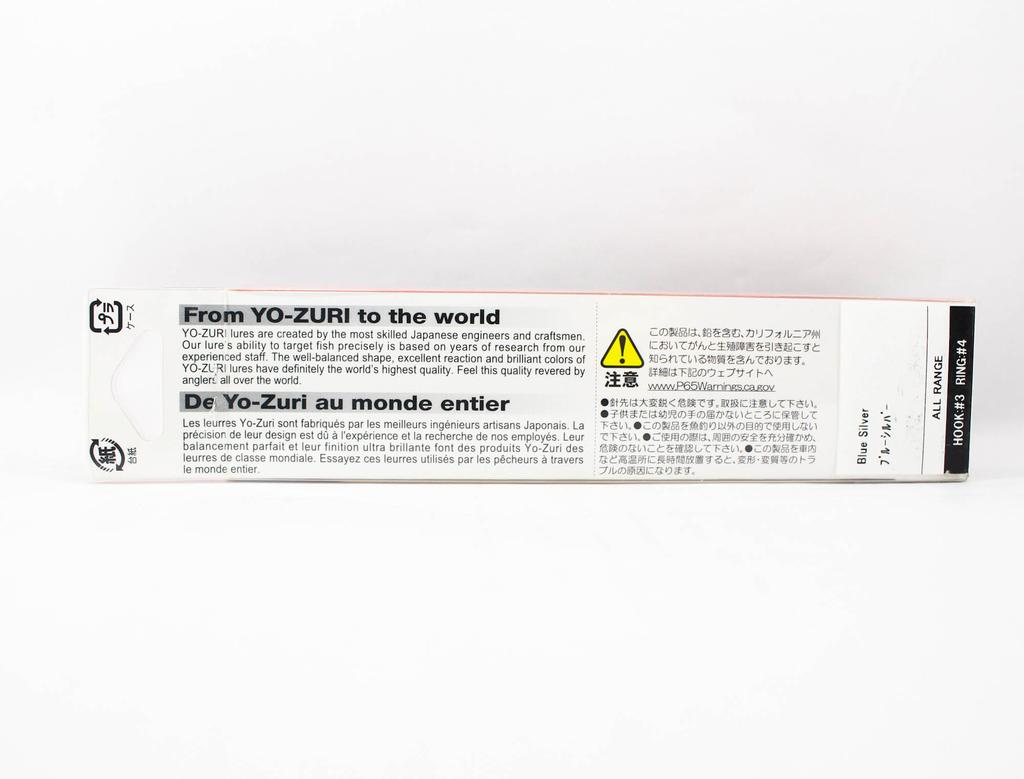 プラ
ケース
From YO-ZURI to the world
YO-ZURI lures are created by the most skilled Japanese engineers and craftsmen.
Our lure's ability to target fish precisely is based on years of research from our
experienced staff. The well-balanced shape, excellent reaction and brilliant colors of
YO-ZURI lures have definitely the world's highest quality. Feel this quality revered by
anglers all over the world.
De Yo-Zuri au monde entier
Les leurres Yo-Zuri sont fabriqués par les meilleurs ingénieurs artisans Japonais. La
précision de leur design est dû à l'expérience et la recherche de nos employés. Leur
balancement parfait et leur finition ultra brillante font des produits Yo-Zuri des
leurres de classe mondiale. Essayez ces leurres utilisés par les pêcheurs à travers
le monde entier.
紙
台紙
注意
この製品は、鉛を含む、カリフォルニア州
においてがんと生殖障害を引き起こすと
知られている物質を含んでおります。
詳細は下記のウェブサイトへ
www.P65Warnings.ca.gov
●針先は大変鋭く危険です。取扱に注意して下さい。
●子供または幼児の手の届かないところに保管して
下さい。●この製品を魚釣り以外の目的で使用しない
で下さい。●ご使用の際は、周囲の安全を充分確かめ、
危険のないことを確認して下さい。●この製品を車内
など高温所に長時間放置すると、変形・変質等のトラ
ブルの原因になります。
Blue Silver
ブルーシルバー
ALL RANGE
HOOK:#3 RING:#4